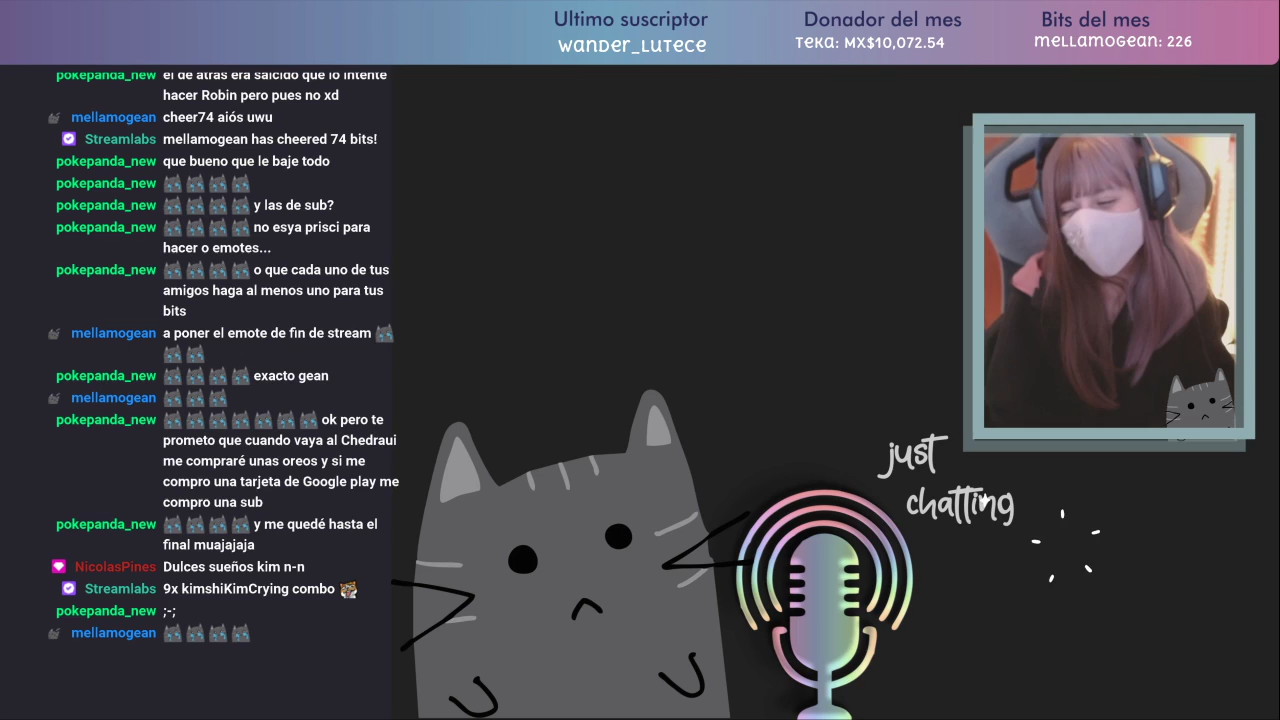 Ultimo suscriptor
wander_lutece
Donador del mes
Teka: MX$10,072.54
Bits del mes
mellamogean: 226
pokepanda_new el de atras era salcido que lo intente
hacer Robin pero pues no xd
mellamogean cheer74 aiós uwu
Streamlabs mellamogean has cheered 74 bits!
pokepanda_new que bueno que le baje todo
pokepanda_new
pokepanda_new y las de sub?
pokepanda_new no esya prisci para
hacer o emotes...
pokepanda_new o que cada uno de tus
amigos haga al menos uno para tus
bits
mellamogean a poner el emote de fin de stream
pokepanda_new exacto gean
mellamogean
pokepanda_new ok pero te
prometo que cuando vaya al Chedraui
me compraré unas oreos y si me
compro una tarjeta de Google play me
compro una sub
pokepanda_new y me quedé hasta el
final muajajaja
NicolasPines Dulces sueños kim n-n
Streamlabs 9x kimshiKimCrying combo
pokepanda_new ;-;
mellamogean
just
chatting